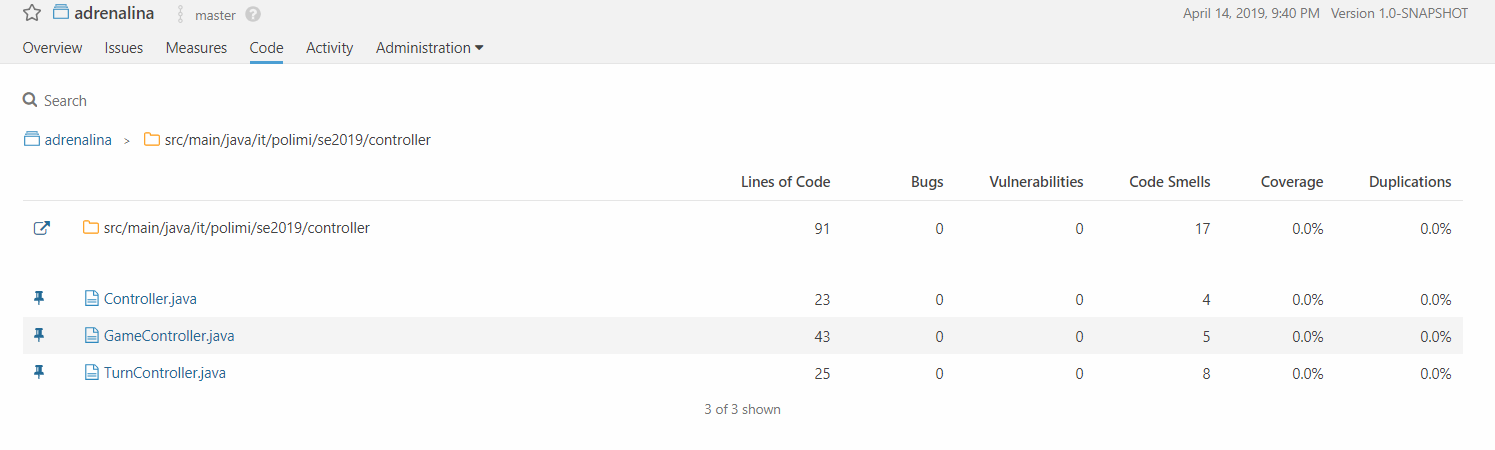 adrenalina master ? April 14, 2019, 9:40 PM Version 1.0-SNAPSHOT
Overview Issues Measures Code Activity Administration
Search
adrenalina > src/main/java/it/polimi/se2019/controller
Lines of Code Bugs Vulnerabilities Code Smells Coverage Duplications
src/main/java/it/polimi/se2019/controller 91 0 0 17 0.0% 0.0%
Controller.java 23 0 0 4 0.0% 0.0%
GameController.java 43 0 0 5 0.0% 0.0%
TurnController.java 25 0 0 8 0.0% 0.0%
3 of 3 shown